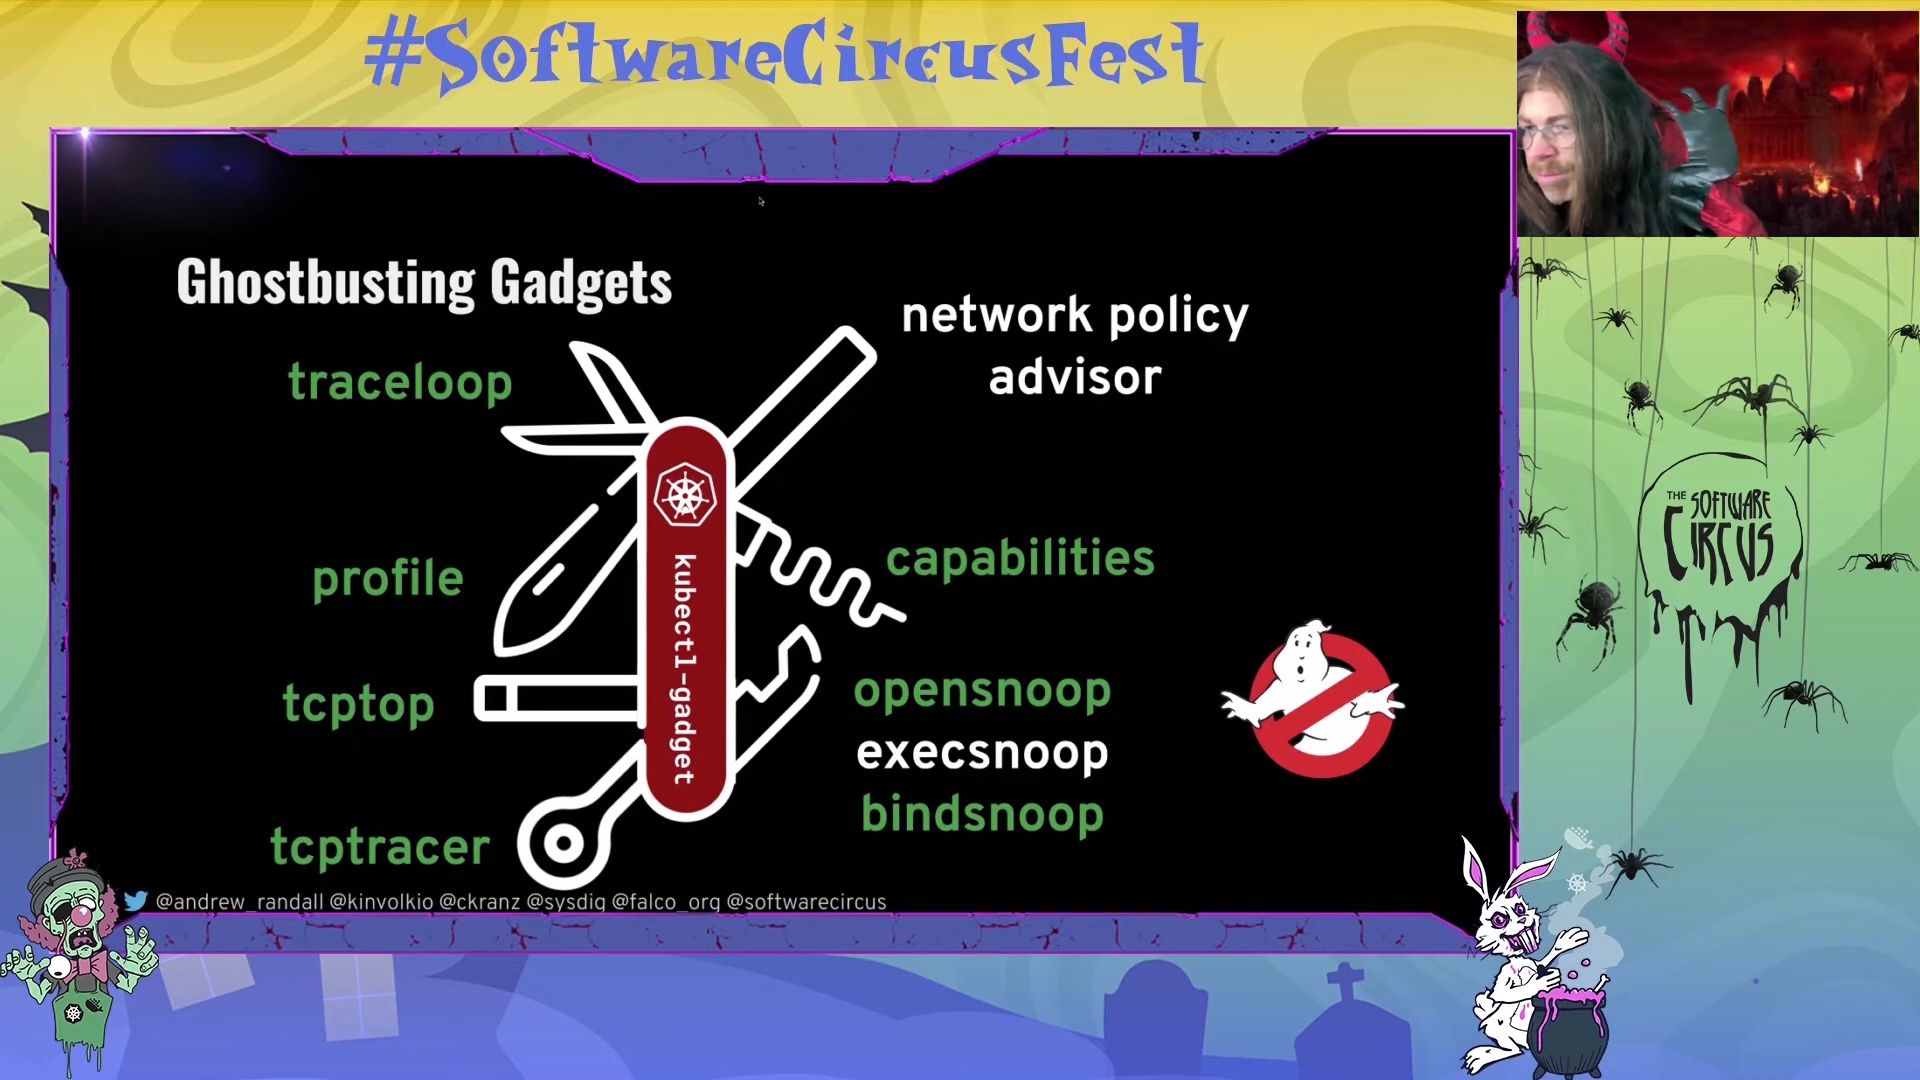 #SoftwareCircusFest
Ghostbusting Gadgets
traceloop
network policy
advisor
profile
capabilities
kubectl-gadget
tcptop
opensnoop
execsnoop
bindsnoop
tcptracer
@andrew_randall @kinvolkio @ckranz @sysdig @falco_org @softwarecircus
THE SOFTWARE
CIRCUS